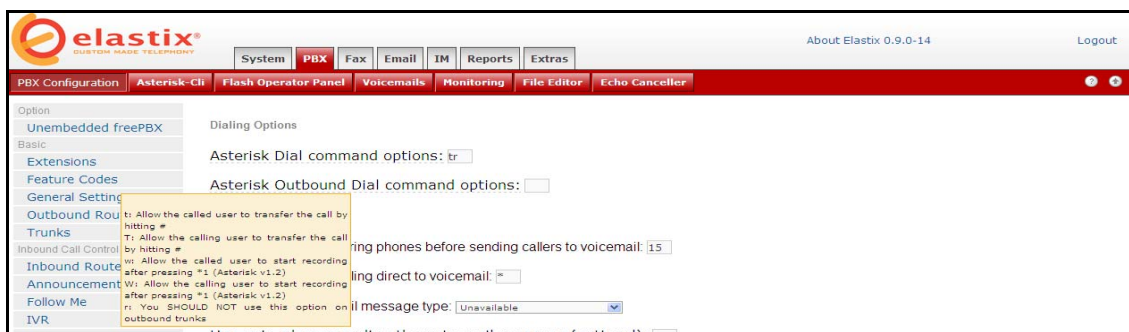 elastix®
CUSTOM MADE TELEPHONY
About Elastix 0.9.0-14
Logout
System
PBX
Fax
Email
IM
Reports
Extras
PBX Configuration
Asterisk-Cli
Flash Operator Panel
Voicemails
Monitoring
File Editor
Echo Canceller
Option
Unembedded freePBX
Basic
Extensions
Feature Codes
General Setting
Outbound Rou
Trunks
Inbound Call Control
Inbound Route
Announcement
Follow Me
IVR
Dialing Options
Asterisk Dial command options: tr
Asterisk Outbound Dial command options:
t: Allow the called user to transfer the call by
hitting #
T: Allow the calling user to transfer the call
by hitting #
w: Allow the called user to start recording
after pressing *1 (Asterisk v1.2)
W: Allow the calling user to start recording
after pressing *1 (Asterisk v1.2)
r: You SHOULD NOT use this option on
outbound trunks
ring phones before sending callers to voicemail: 15
ling direct to voicemail: *
il message type: Unavailable